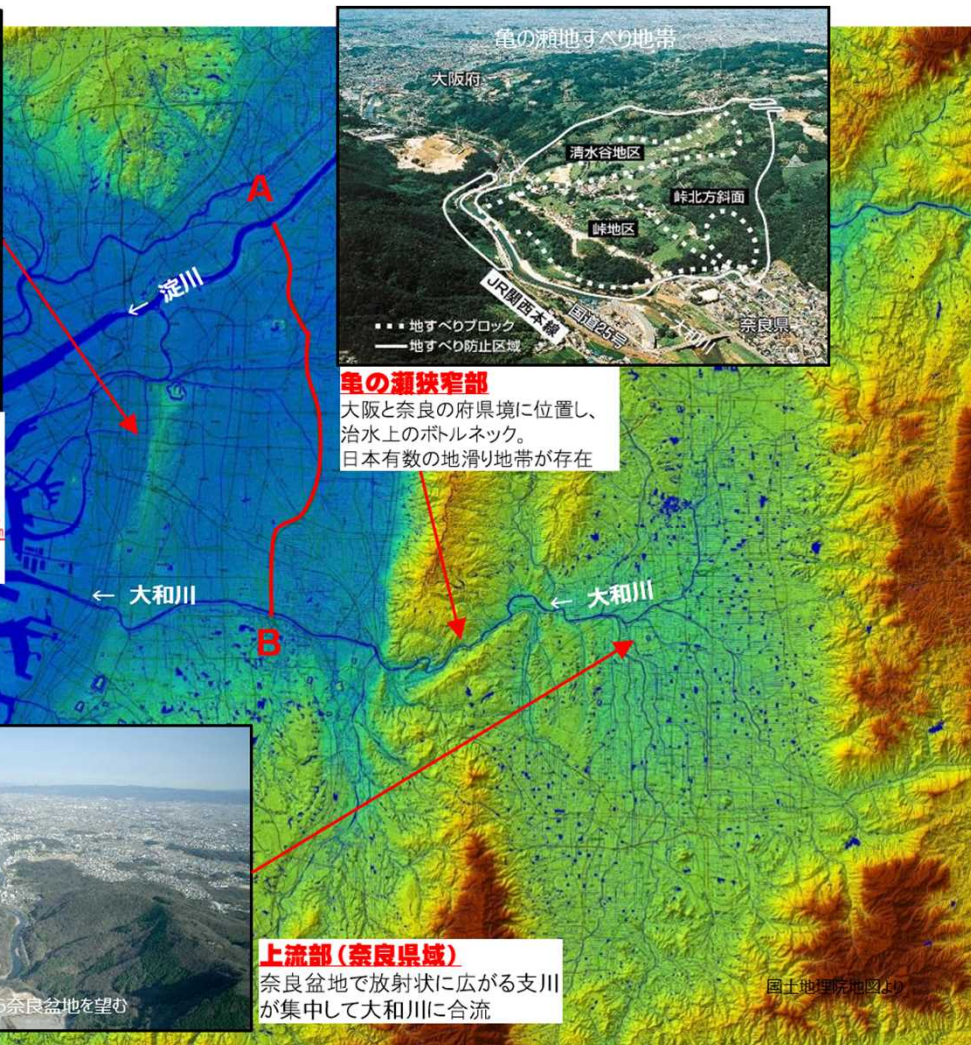 亀の瀬地すべり地帯
大阪府
清水谷地区
峠北方斜面
峠地区
JR関西本線
国道25号
大和川
奈良県
地すべりブロック
地すべり防止区域
A
← 淀川
亀の瀬狭窄部
大阪と奈良の府県境に位置し、
治水上のボトルネック。
日本有数の地滑り地帯が存在
← 大和川
← 大和川
B
上流部(奈良県域)
奈良盆地で放射状に広がる支川
が集中して大和川に合流
奈良盆地を望む
国土地理院地図より